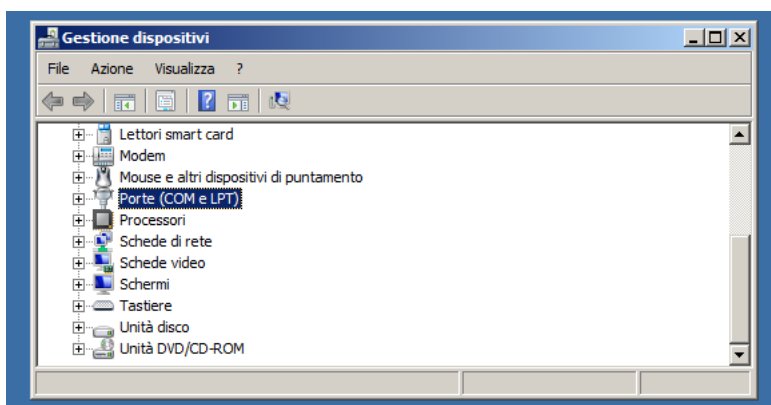 Gestione dispositivi
File Azione Visualizza ?
Lettori smart card
Modem
Mouse e altri dispositivi di puntamento
Porte (COM e LPT)
Processori
Schede di rete
Schede video
Schermi
Tastiere
Unità disco
Unità DVD/CD-ROM